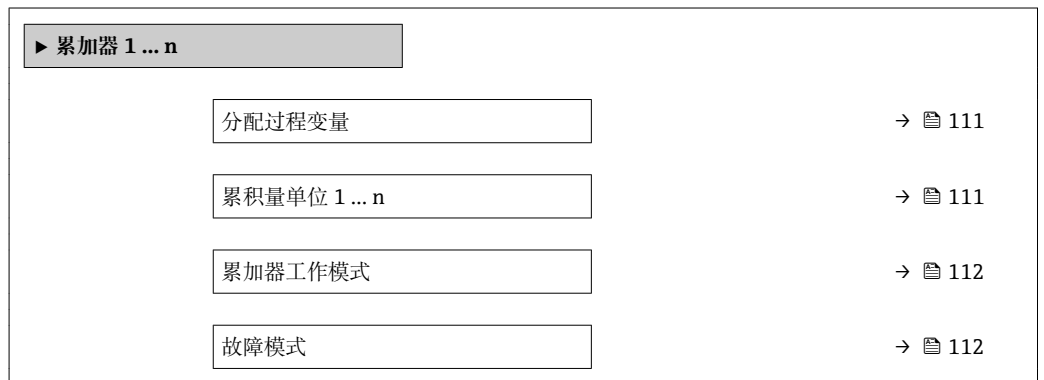 ▶ 累加器 1 ... n
分配过程变量 → 🖹 111
累积量单位 1 ... n → 🖹 111
累加器工作模式 → 🖹 112
故障模式 → 🖹 112